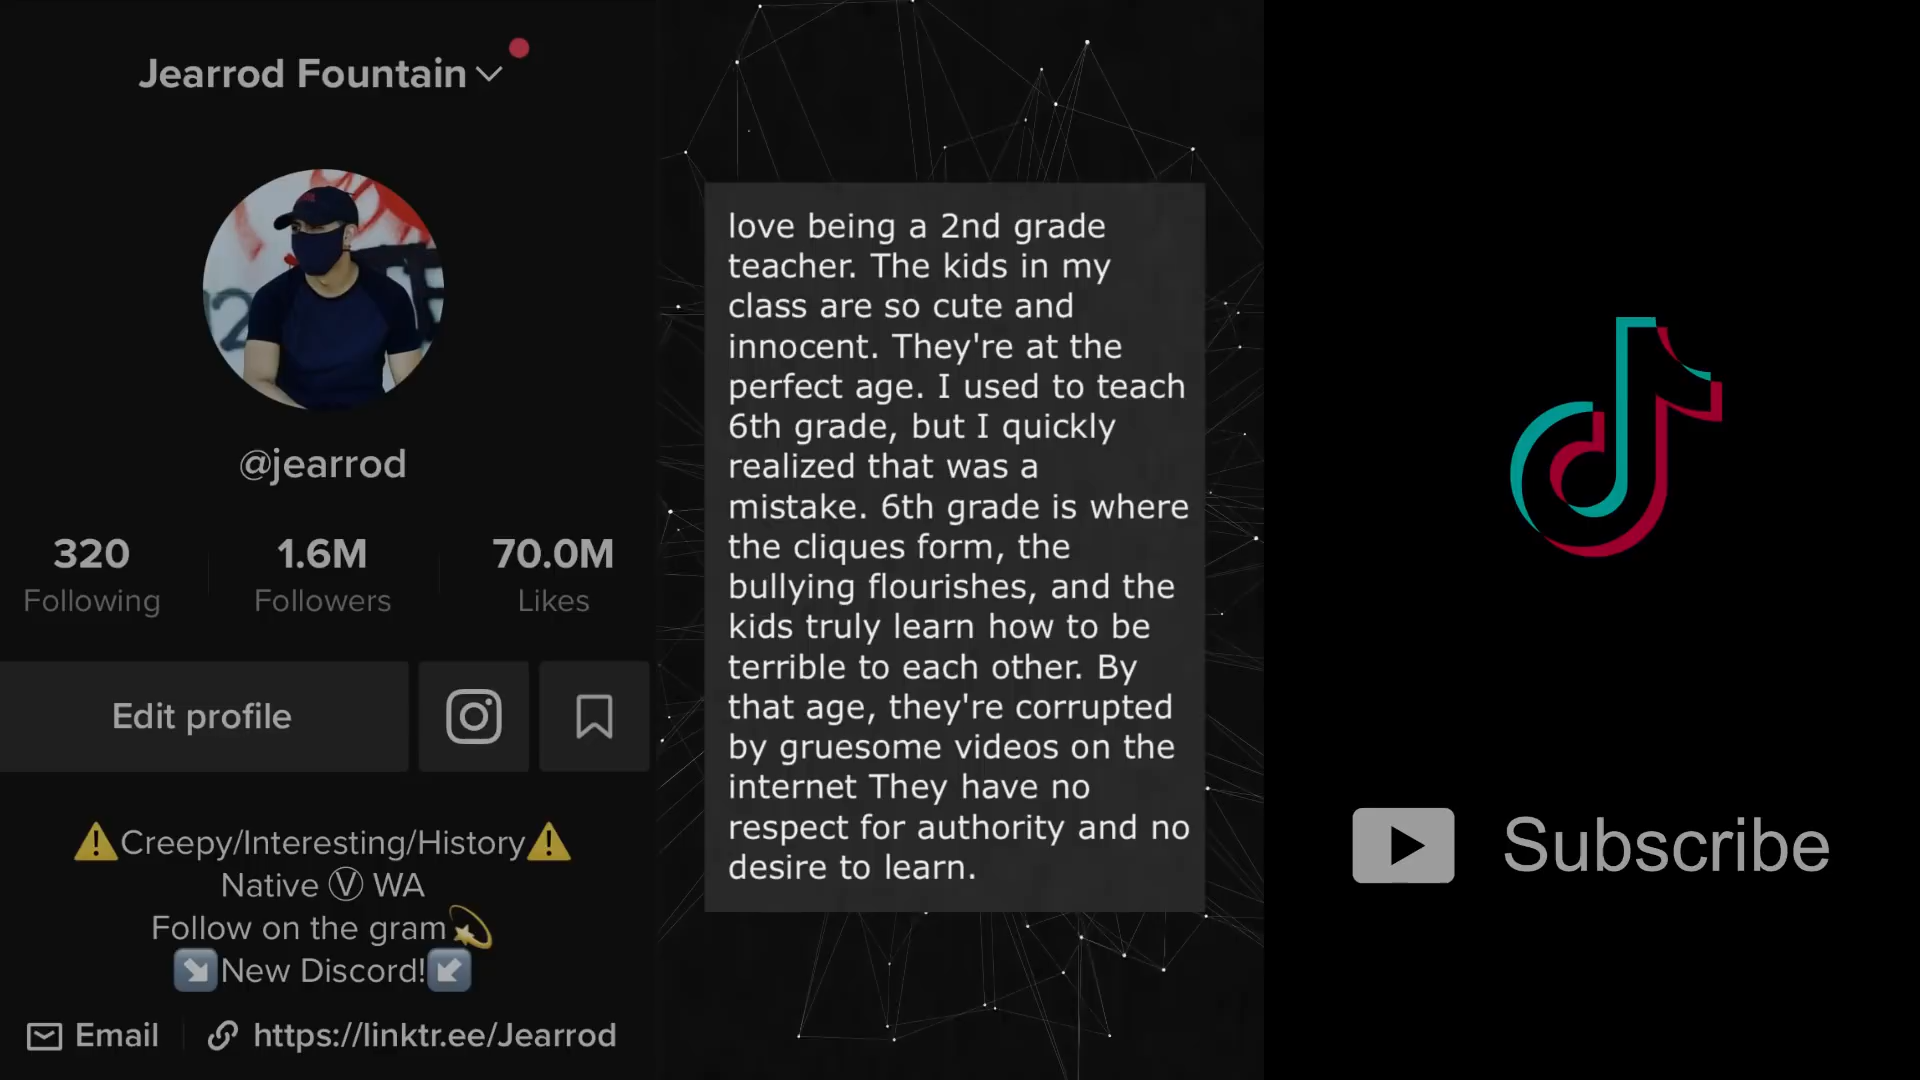 Jearrod Fountain
@jearrod
320
Following
1.6M
Followers
70.0M
Likes
Edit profile
⚠️Creepy/Interesting/History⚠️
Native Ⓥ WA
Follow on the gram💫
↘️New Discord!↙️
Email
https://linktr.ee/Jearrod
love being a 2nd grade
teacher. The kids in my
class are so cute and
innocent. They're at the
perfect age. I used to teach
6th grade, but I quickly
realized that was a
mistake. 6th grade is where
the cliques form, the
bullying flourishes, and the
kids truly learn how to be
terrible to each other. By
that age, they're corrupted
by gruesome videos on the
internet They have no
respect for authority and no
desire to learn.
Subscribe